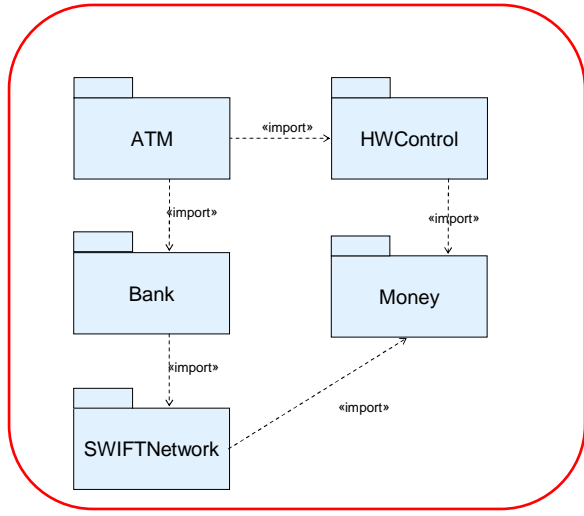 ATM
«import»
HWControl
«import»
«import»
Bank
Money
«import»
«import»
SWIFTNetwork